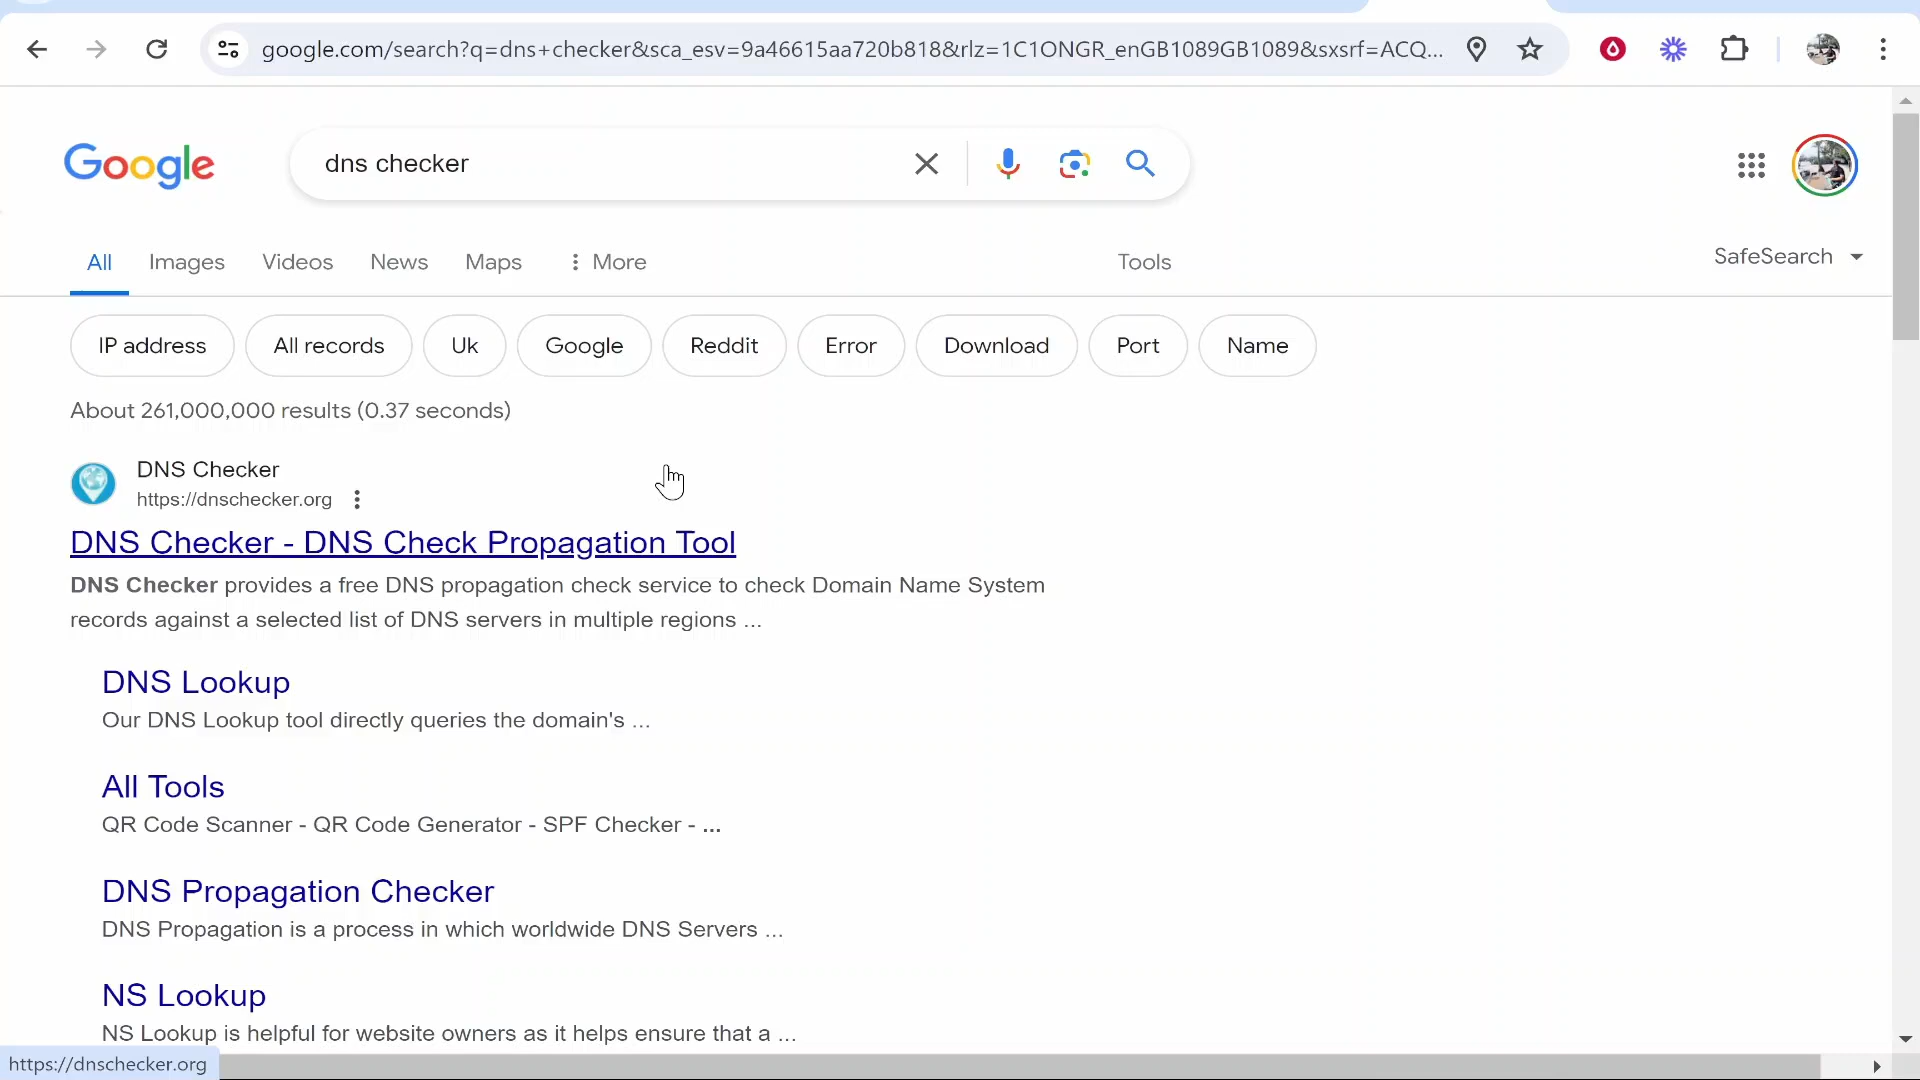 google.com/search?q=dns+checker&sca_esv=9a46615aa720b818&rlz=1C1ONGR_enGB1089GB1089&sxsrf=ACQ...
Google
dns checker
All
Images
Videos
News
Maps
More
Tools
SafeSearch
IP address
All records
Uk
Google
Reddit
Error
Download
Port
Name
About 261,000,000 results (0.37 seconds)
DNS Checker
https://dnschecker.org
DNS Checker - DNS Check Propagation Tool
DNS Checker provides a free DNS propagation check service to check Domain Name System
records against a selected list of DNS servers in multiple regions ...
DNS Lookup
Our DNS Lookup tool directly queries the domain's ...
All Tools
QR Code Scanner - QR Code Generator - SPF Checker - ...
DNS Propagation Checker
DNS Propagation is a process in which worldwide DNS Servers ...
NS Lookup
NS Lookup is helpful for website owners as it helps ensure that a ...
https://dnschecker.org